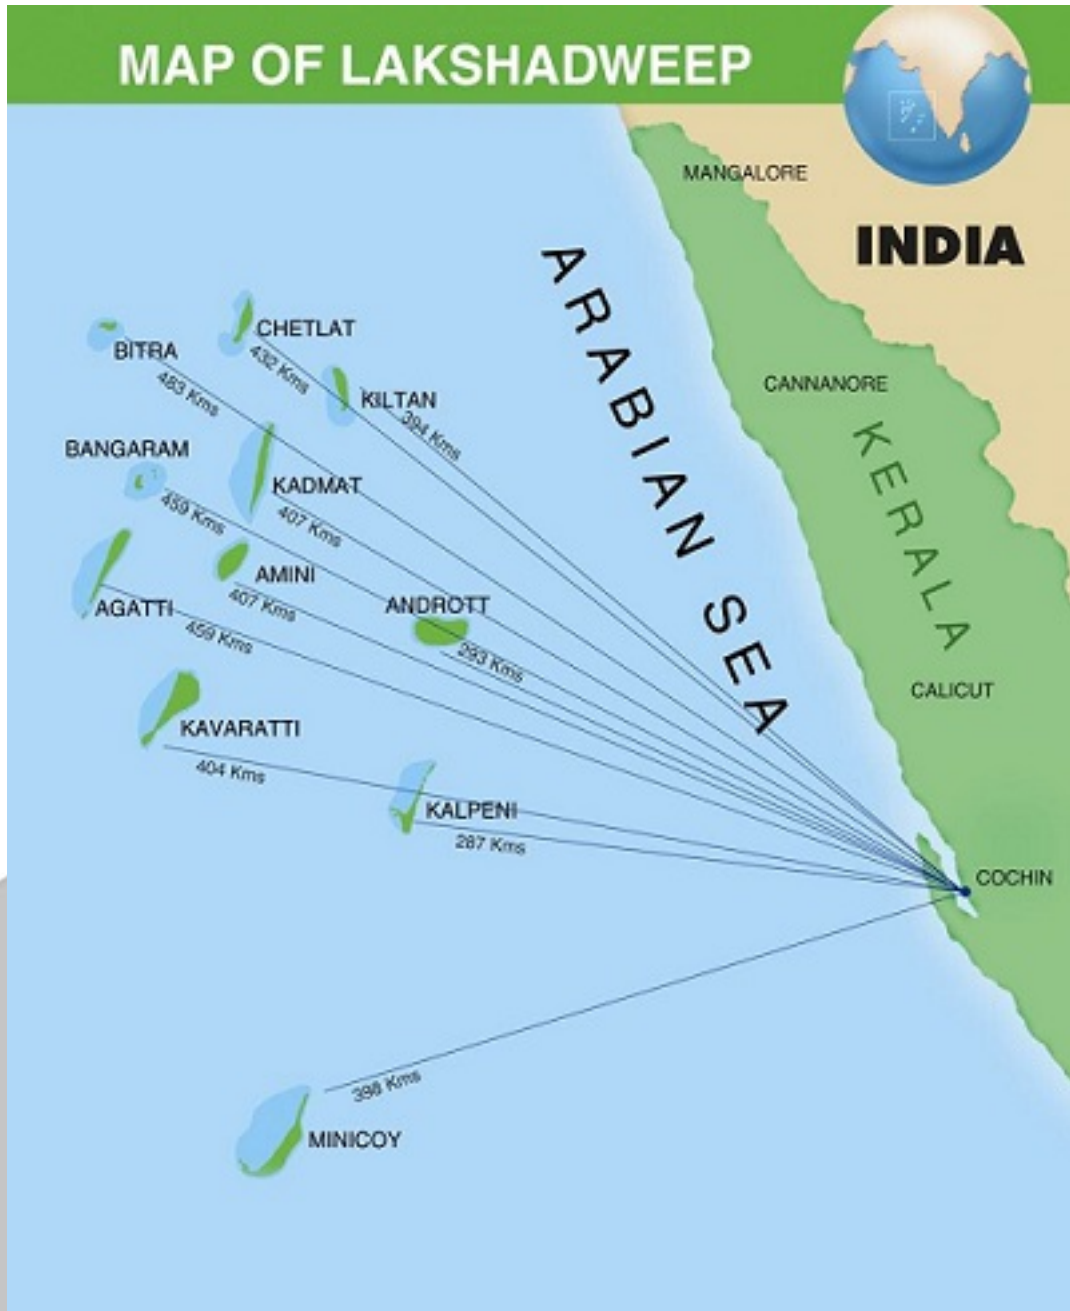 MAP OF LAKSHADWEEP
MANGALORE
INDIA
ARABIAN SEA
CHETLAT
432 Kms
BITRA
483 Kms
KILTAN
394 Kms
CANNANORE
KERALA
BANGARAM
459 Kms
KADMAT
407 Kms
AMINI
407 Kms
ANDROTT
293 Kms
AGATTI
459 Kms
CALICUT
KAVARATTI
404 Kms
KALPENI
287 Kms
COCHIN
398 Kms
MINICOY